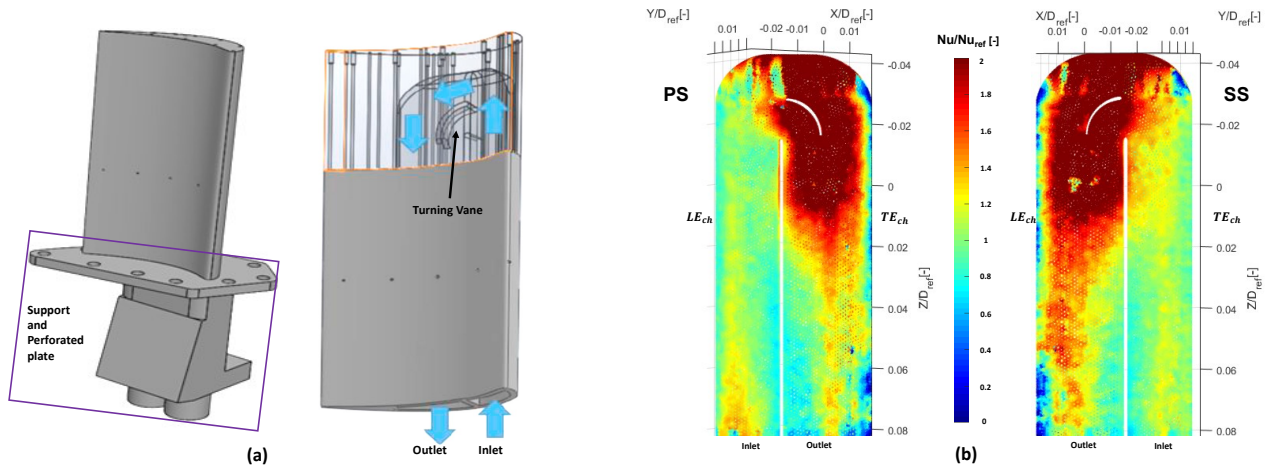 Support
and
Perforated
plate
Turning Vane
Outlet
Inlet
(a)
Y/D_ref[-]
X/D_ref[-]
0.01
-0.02
-0.01
0
0.01
PS
LE_ch
TE_ch
-0.04
-0.02
0
0.02
0.04
0.06
0.08
Z/D_ref[-]
Inlet
Outlet
Nu/Nu_ref [-]
2
1.8
1.6
1.4
1.2
1
0.8
0.6
0.4
0.2
0
(b)
X/D_ref[-]
Y/D_ref[-]
0.01
0
-0.01
-0.02
0.01
SS
LE_ch
TE_ch
-0.04
-0.02
0
0.02
0.04
0.06
0.08
Z/D_ref[-]
Outlet
Inlet